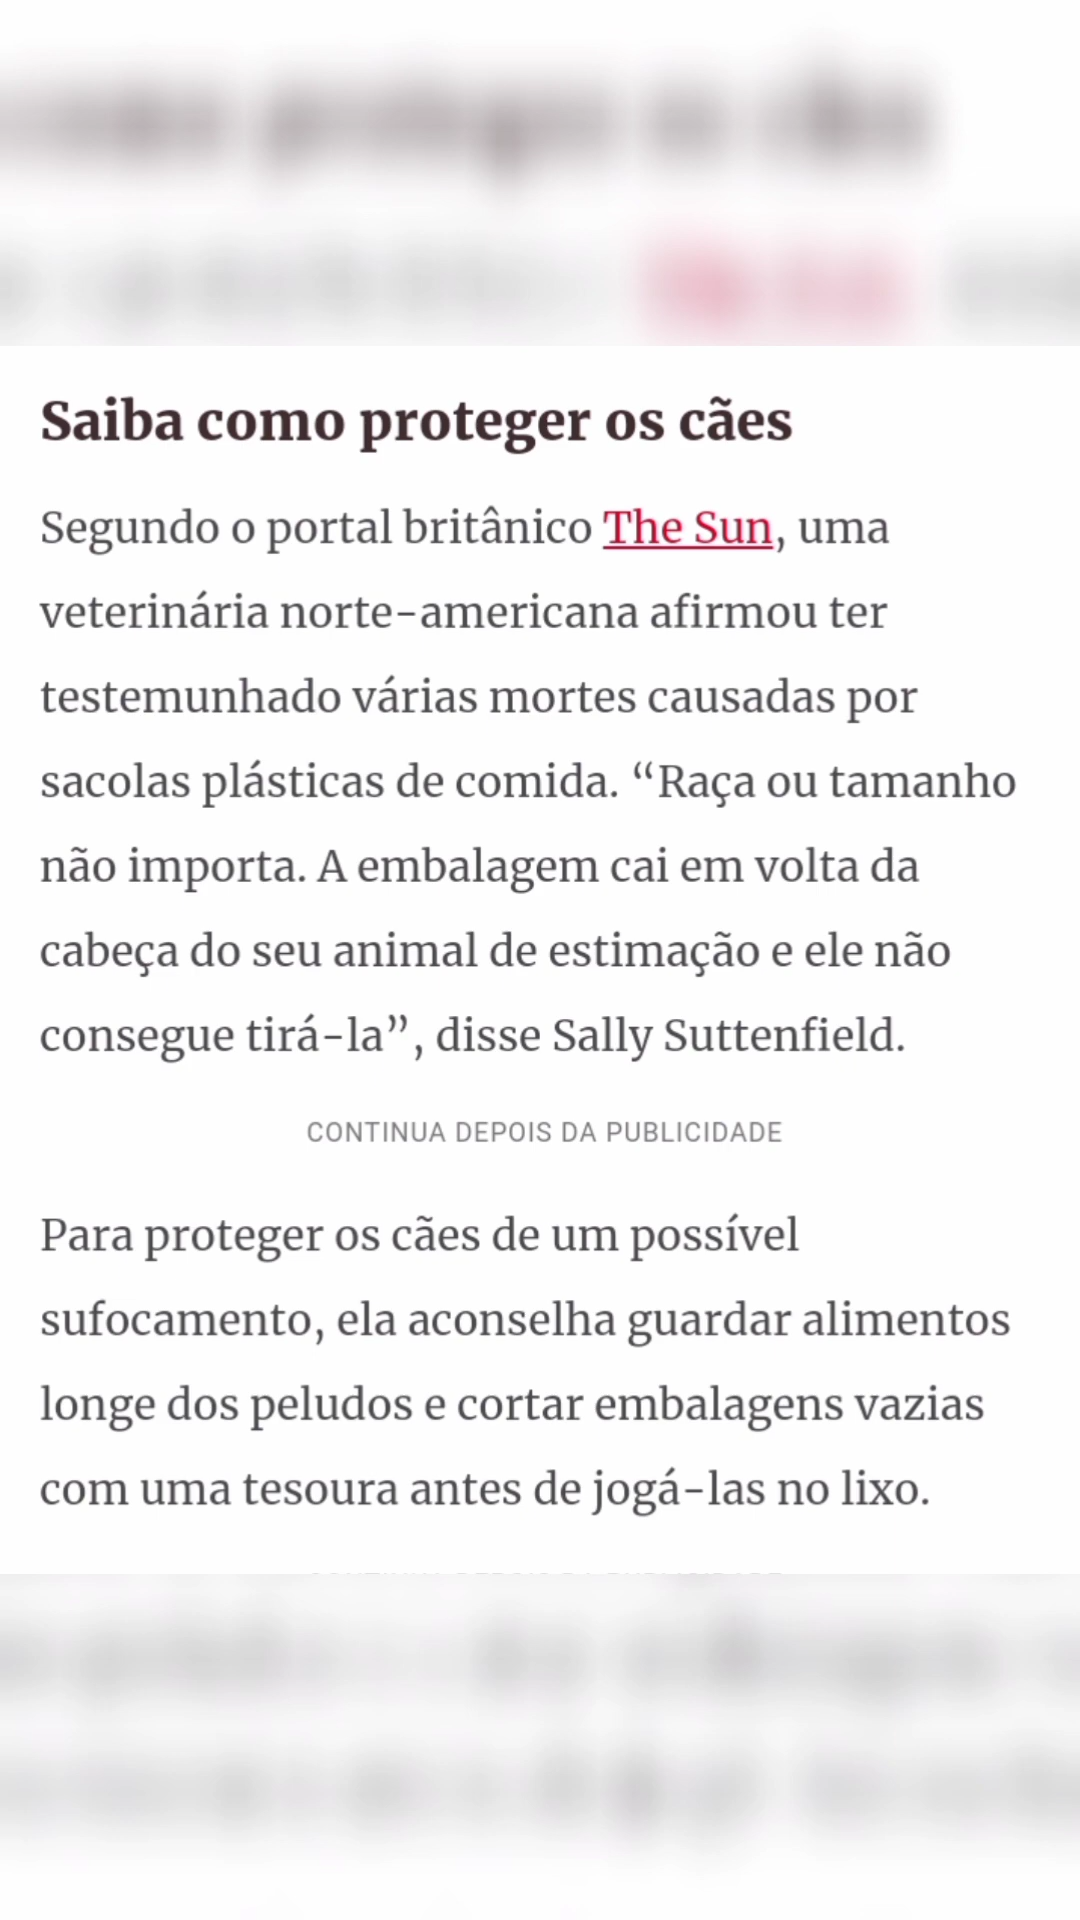 Saiba como proteger os cães
Segundo o portal britânico The Sun, uma
veterinária norte-americana afirmou ter
testemunhado várias mortes causadas por
sacolas plásticas de comida. “Raça ou tamanho
não importa. A embalagem cai em volta da
cabeça do seu animal de estimação e ele não
consegue tirá-la”, disse Sally Suttenfield.
CONTINUA DEPOIS DA PUBLICIDADE
Para proteger os cães de um possível
sufocamento, ela aconselha guardar alimentos
longe dos peludos e cortar embalagens vazias
com uma tesoura antes de jogá-las no lixo.